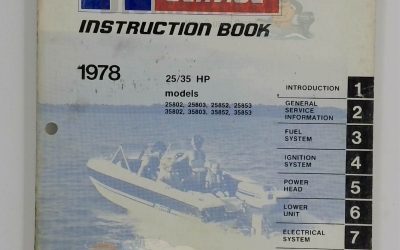 INSTRUCTION BOOK
1978
25/35 HP
models
25802, 25803, 25852, 25853
35802, 35803, 35852, 35853
INTRODUCTION 1
GENERAL
SERVICE
INFORMATION 2
FUEL
SYSTEM 3
IGNITION
SYSTEM 4
POWER
HEAD 5
LOWER
UNIT 6
ELECTRICAL
SYSTEM 7